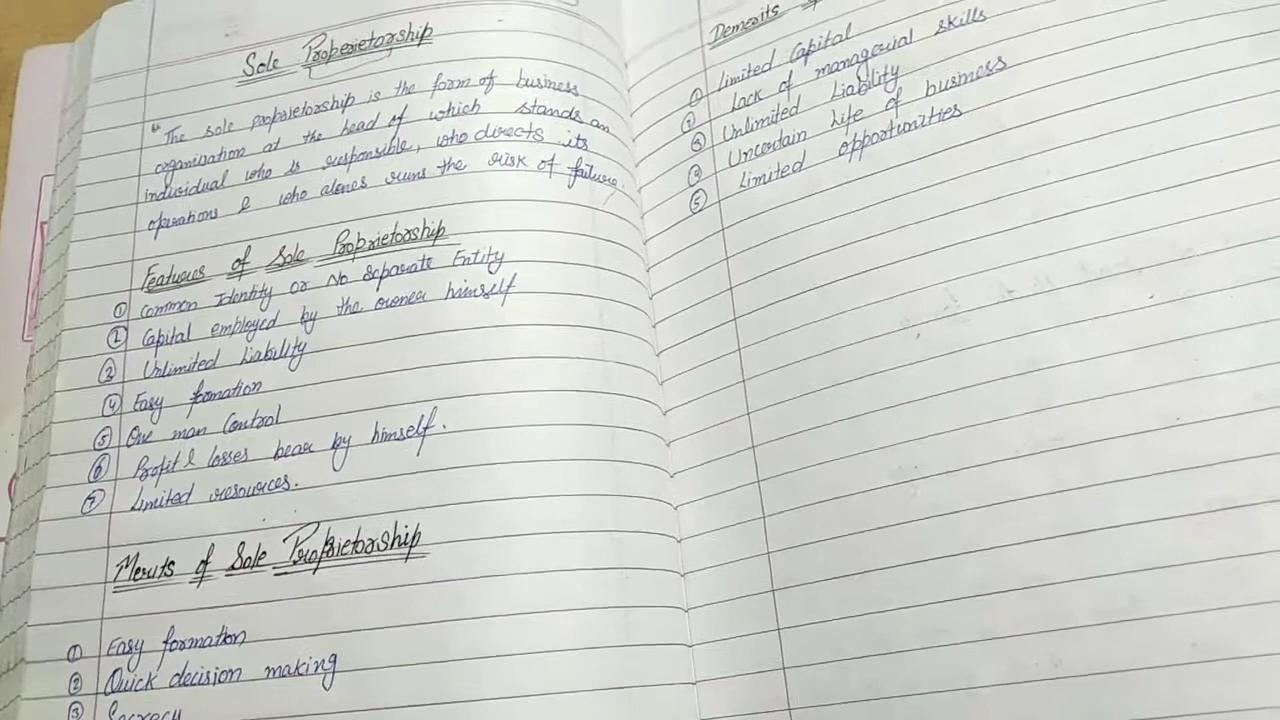 Sole Properietorship
"The sole proprietorship is the form of business
organisation at the head of which stands an
individual who is responsible, who directs its
operations & who alones runs the risk of failure.
Features of Sole Proprietorship
① Common Identity or No Separate Entity
② Capital employed by the owner himself
③ Unlimited Liability
④ Easy formation
⑤ One man Control
⑥ Profit & losses bear by himself.
⑦ Limited resources.
Merits of Sole Proprietorship
① Easy formation
② Quick decision making
③ Secrecy
Demerits
① Limited Capital
② Lack of managerial skills
③ Unlimited Liability
④ Uncertain Life of business
⑤ Limited opportunities